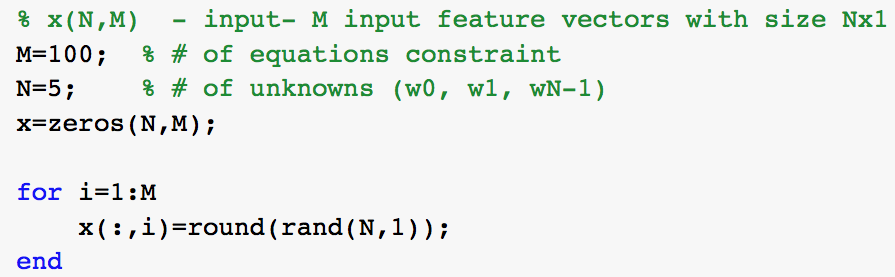 % x(N,M)  - input- M input feature vectors with size Nx1
M=100;  % # of equations constraint
N=5;    % # of unknowns (w0, w1, wN-1)
x=zeros(N,M);
for i=1:M
    x(:,i)=round(rand(N,1));
end